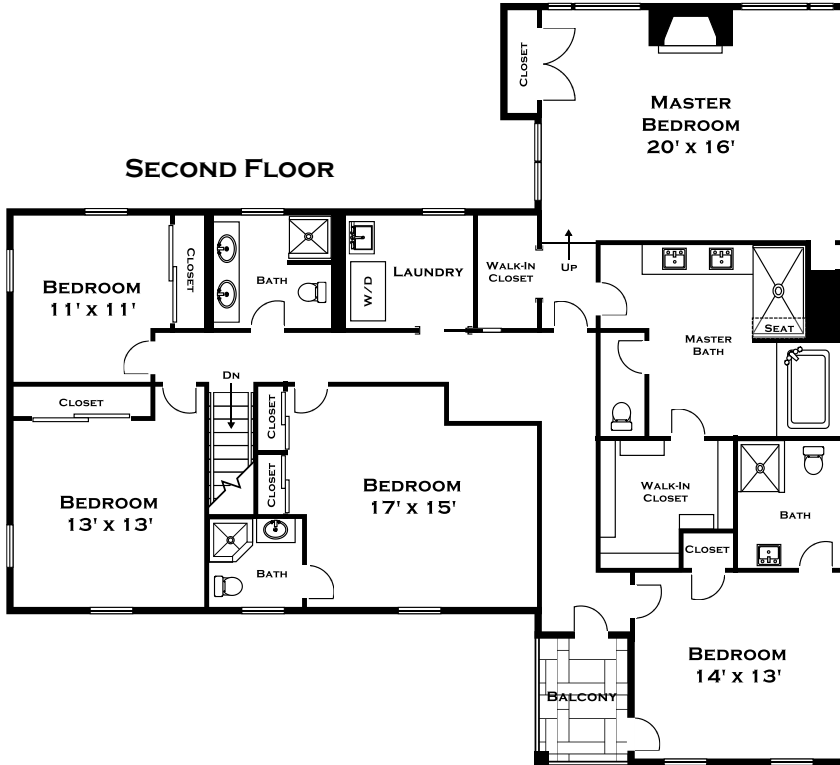 CLOSET
MASTER
BEDROOM
20' X 16'
SECOND FLOOR
BEDROOM
11' X 11'
CLOSET
BATH
W/D
LAUNDRY
WALK-IN
CLOSET
UP
SEAT
MASTER
BATH
DN
CLOSET
CLOSET
CLOSET
BEDROOM
13' X 13'
BEDROOM
17' X 15'
WALK-IN
CLOSET
BATH
CLOSET
BATH
BEDROOM
14' X 13'
BALCONY